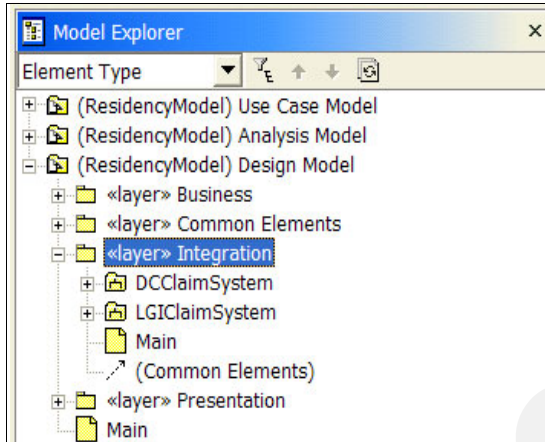 Model Explorer
Element Type
(ResidencyModel) Use Case Model
(ResidencyModel) Analysis Model
(ResidencyModel) Design Model
«layer» Business
«layer» Common Elements
«layer» Integration
DCClaimSystem
LGIClaimSystem
Main
(Common Elements)
«layer» Presentation
Main